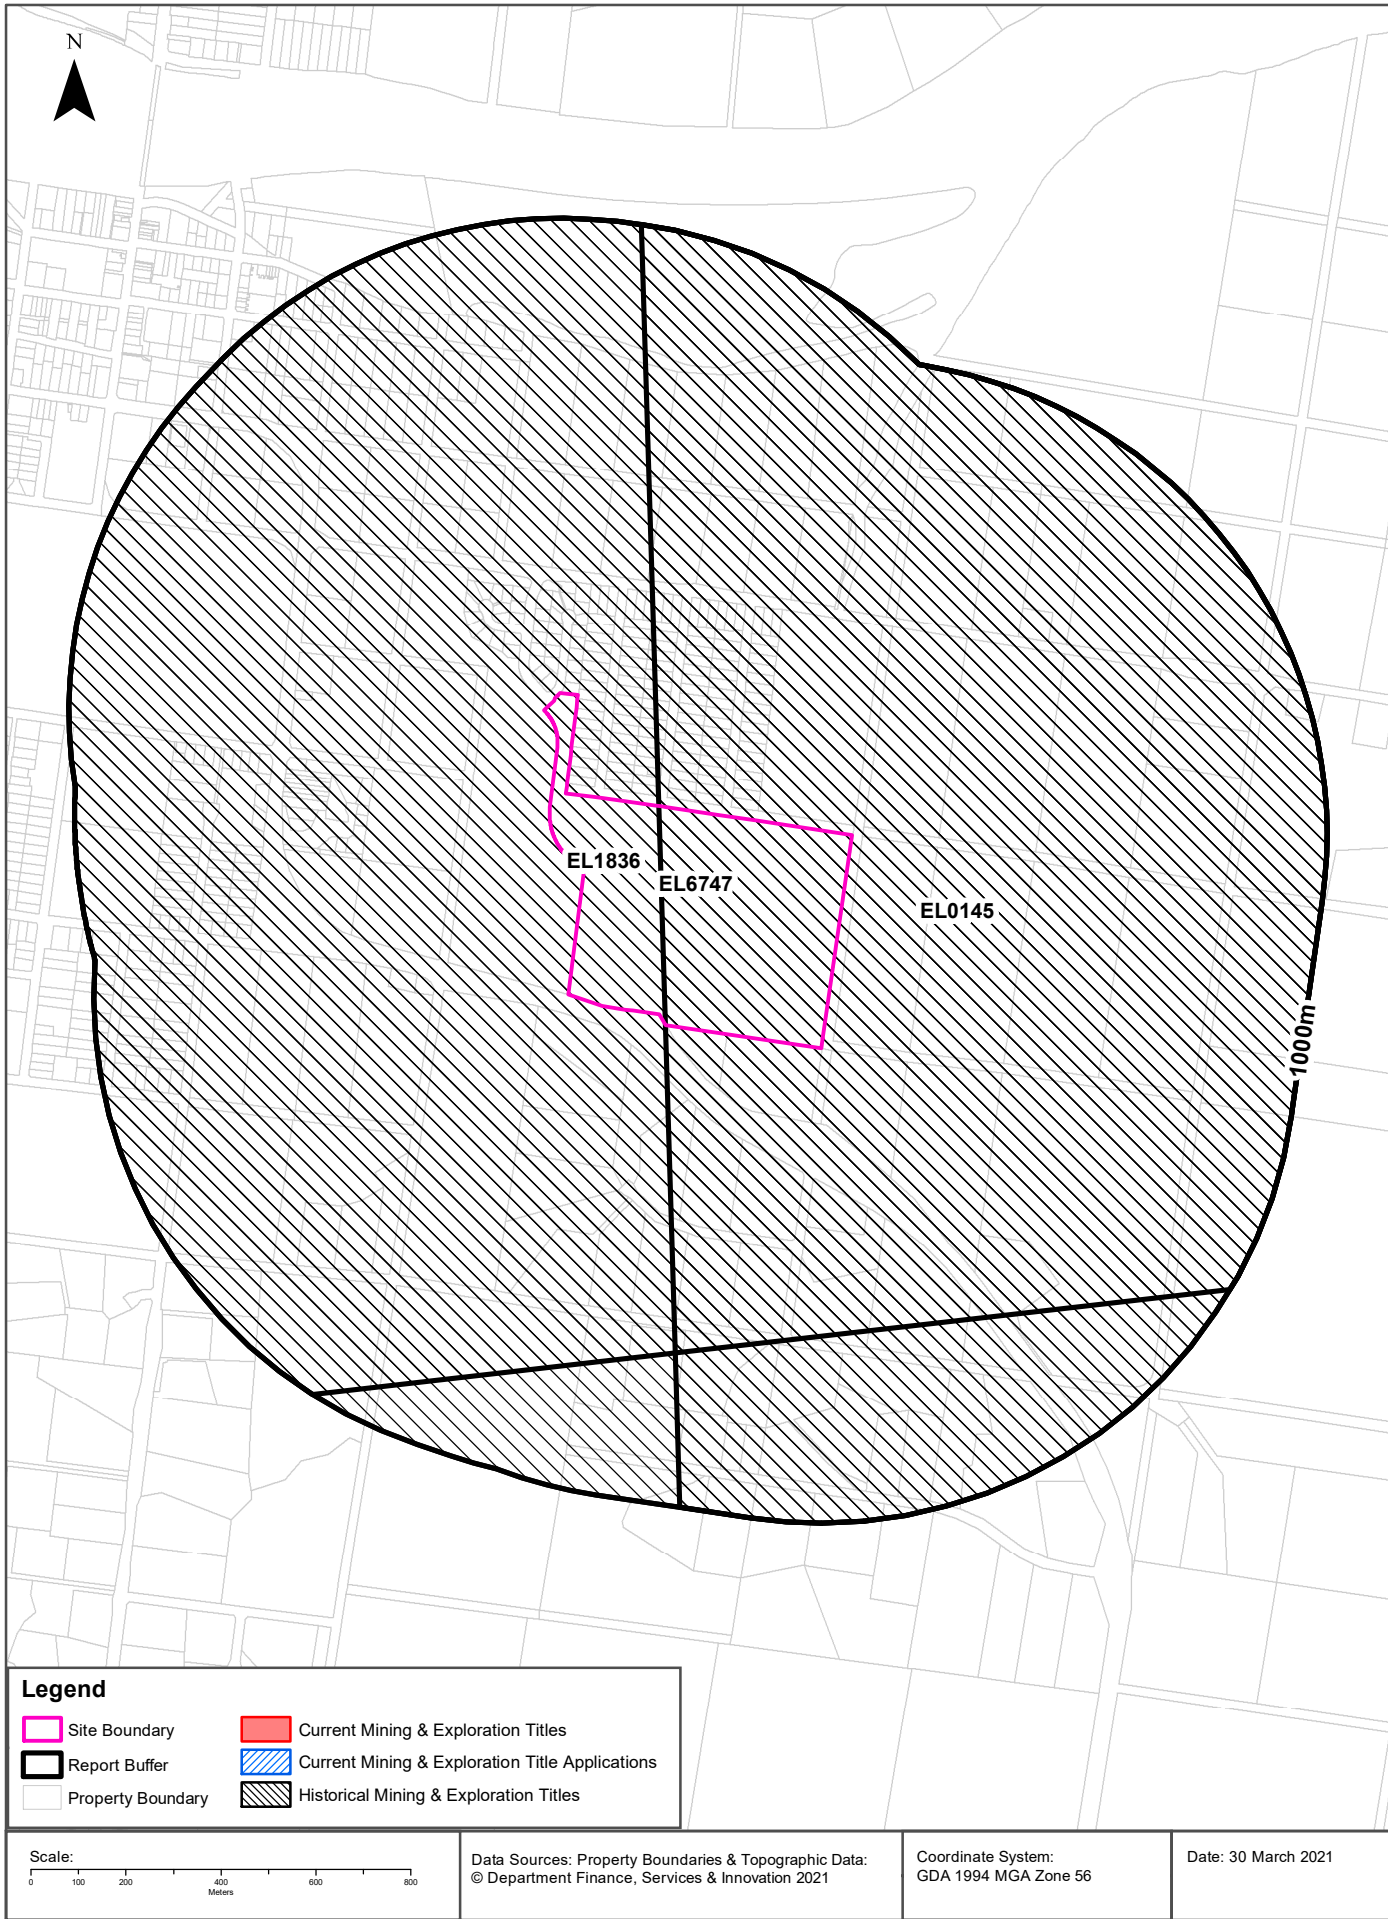 N
EL1836
EL6747
EL0145
1000m
Legend
Site Boundary
Report Buffer
Property Boundary
Current Mining & Exploration Titles
Current Mining & Exploration Title Applications
Historical Mining & Exploration Titles
Scale:
0 100 200 400 600 800
Meters
Data Sources: Property Boundaries & Topographic Data:
© Department Finance, Services & Innovation 2021
Coordinate System:
GDA 1994 MGA Zone 56
Date: 30 March 2021